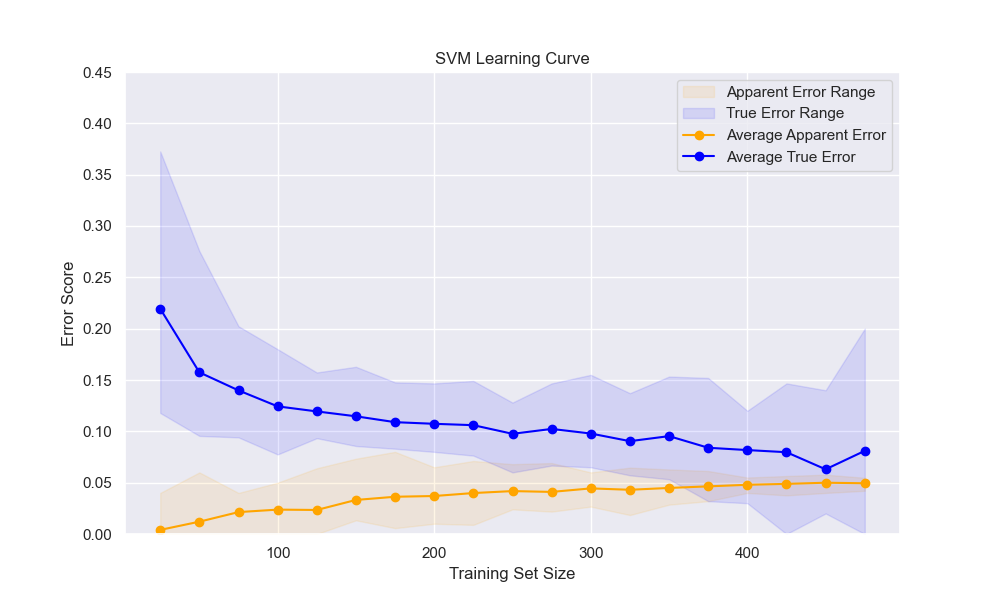 SVM Learning Curve
Apparent Error Range
True Error Range
Average Apparent Error
Average True Error
Error Score
0.45
0.40
0.35
0.30
0.25
0.20
0.15
0.10
0.05
0.00
100
200
300
400
Training Set Size